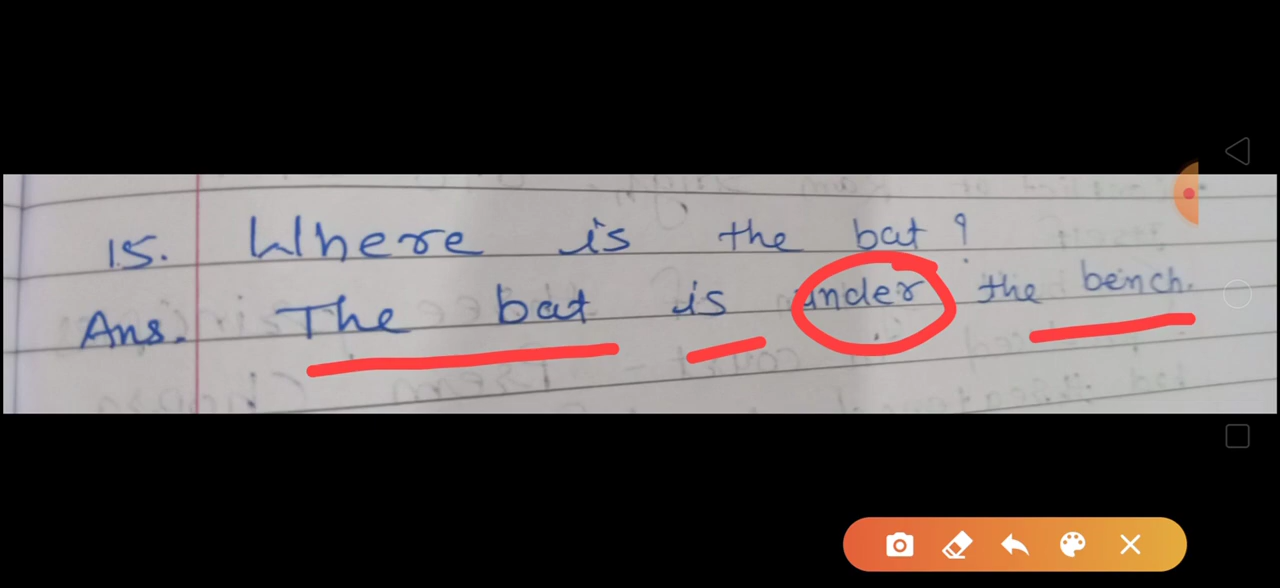 15. Where is the bat?
Ans. The bat is under the bench.